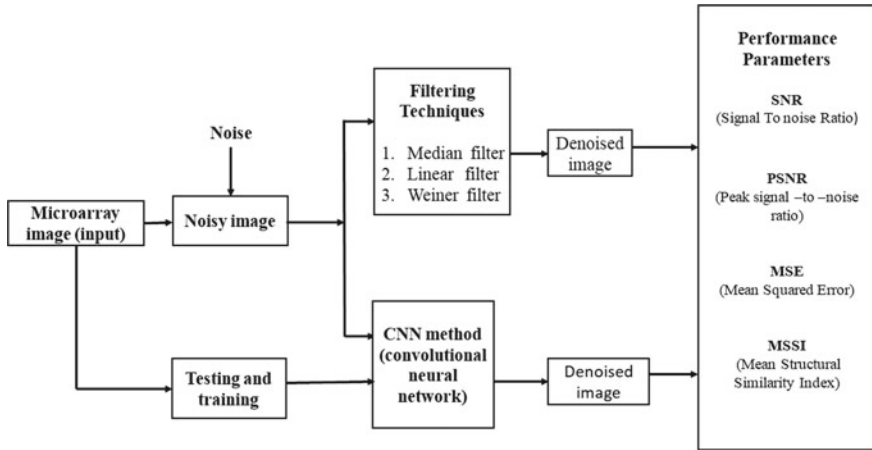 Microarray
image (input)
Noise
Noisy image
Testing and
training
Filtering
Techniques
1. Median filter
2. Linear filter
3. Weiner filter
CNN method
(convolutional
neural
network)
Denoised
image
Denoised
image
Performance
Parameters
SNR
(Signal To noise Ratio)
PSNR
(Peak signal –to –noise
ratio)
MSE
(Mean Squared Error)
MSSI
(Mean Structural
Similarity Index)